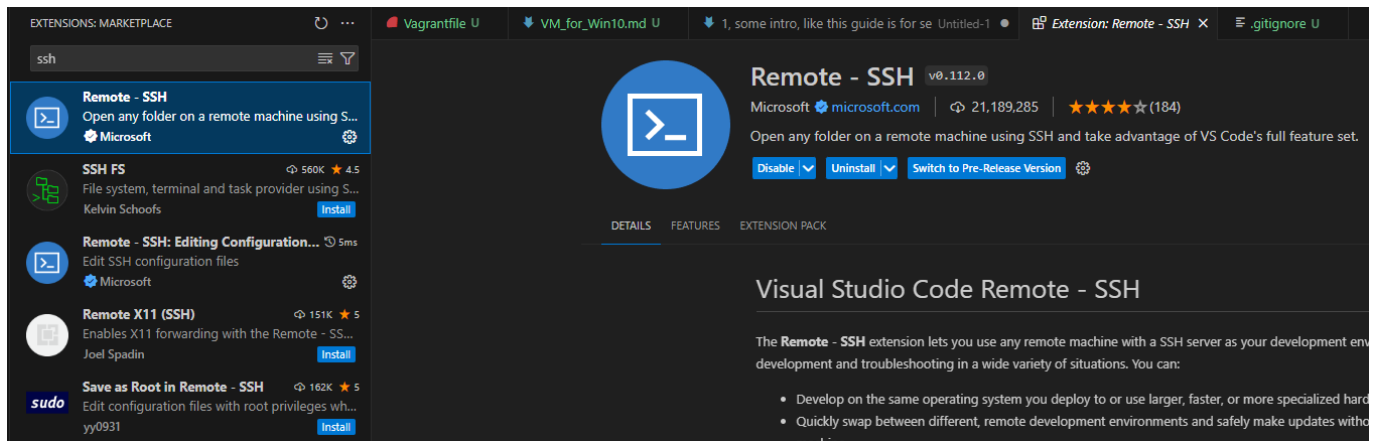 EXTENSIONS: MARKETPLACE
ssh
Remote - SSH
Open any folder on a remote machine using S...
Microsoft
SSH FS 560K ★ 4.5
File system, terminal and task provider using S...
Kelvin Schoofs Install
Remote - SSH: Editing Configuration... 5ms
Edit SSH configuration files
Microsoft
Remote X11 (SSH) 151K ★ 5
Enables X11 forwarding with the Remote - SS...
Joel Spadin Install
Save as Root in Remote - SSH 162K ★ 5
sudo Edit configuration files with root privileges wh...
yy0931 Install
Vagrantfile U VM_for_Win10.md U 1, some intro, like this guide is for se Untitled-1 ● Extension: Remote - SSH .gitignore U
Remote - SSH v0.112.0
Microsoft microsoft.com | 21,189,285 | ★★★★☆(184)
Open any folder on a remote machine using SSH and take advantage of VS Code's full feature set.
Disable Uninstall Switch to Pre-Release Version
DETAILS FEATURES EXTENSION PACK
Visual Studio Code Remote - SSH
The Remote - SSH extension lets you use any remote machine with a SSH server as your development env
development and troubleshooting in a wide variety of situations. You can:
• Develop on the same operating system you deploy to or use larger, faster, or more specialized hard
• Quickly swap between different, remote development environments and safely make updates witho